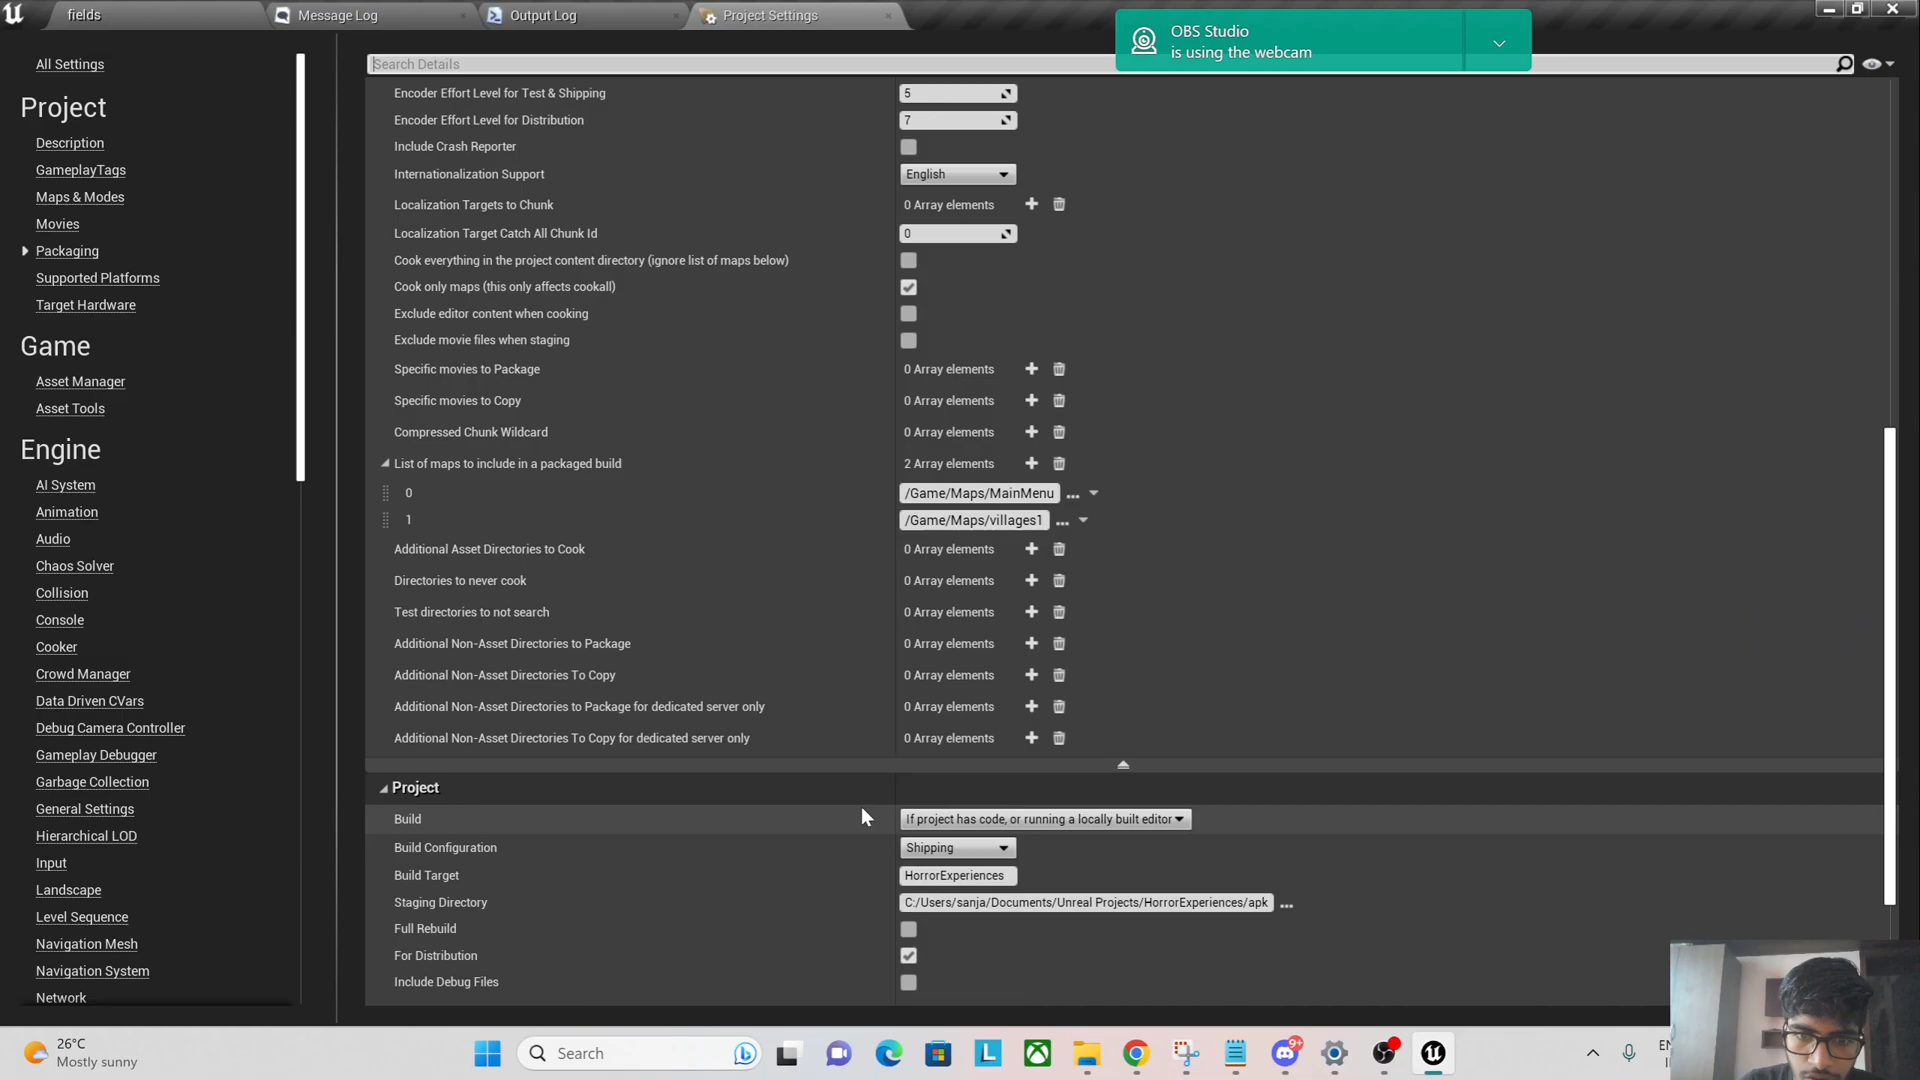 fields
Message Log
Output Log
Project Settings
OBS Studio
is using the webcam
All Settings
Search Details
Project
Description
GameplayTags
Maps & Modes
Movies
Packaging
Supported Platforms
Target Hardware
Game
Asset Manager
Asset Tools
Engine
AI System
Animation
Audio
Chaos Solver
Collision
Console
Cooker
Crowd Manager
Data Driven CVars
Debug Camera Controller
Gameplay Debugger
Garbage Collection
General Settings
Hierarchical LOD
Input
Landscape
Level Sequence
Navigation Mesh
Navigation System
Network
Encoder Effort Level for Test & Shipping 5
Encoder Effort Level for Distribution 7
Include Crash Reporter
Internationalization Support English
Localization Targets to Chunk 0 Array elements
Localization Target Catch All Chunk Id 0
Cook everything in the project content directory (ignore list of maps below)
Cook only maps (this only affects cookall)
Exclude editor content when cooking
Exclude movie files when staging
Specific movies to Package 0 Array elements
Specific movies to Copy 0 Array elements
Compressed Chunk Wildcard 0 Array elements
List of maps to include in a packaged build 2 Array elements
0 /Game/Maps/MainMenu ...
1 /Game/Maps/villages1 ...
Additional Asset Directories to Cook 0 Array elements
Directories to never cook 0 Array elements
Test directories to not search 0 Array elements
Additional Non-Asset Directories to Package 0 Array elements
Additional Non-Asset Directories To Copy 0 Array elements
Additional Non-Asset Directories to Package for dedicated server only 0 Array elements
Additional Non-Asset Directories To Copy for dedicated server only 0 Array elements
Project
Build If project has code, or running a locally built editor
Build Configuration Shipping
Build Target HorrorExperiences
Staging Directory C:/Users/sanja/Documents/Unreal Projects/HorrorExperiences/apk ...
Full Rebuild
For Distribution
Include Debug Files
26°C
Mostly sunny
Search
9+